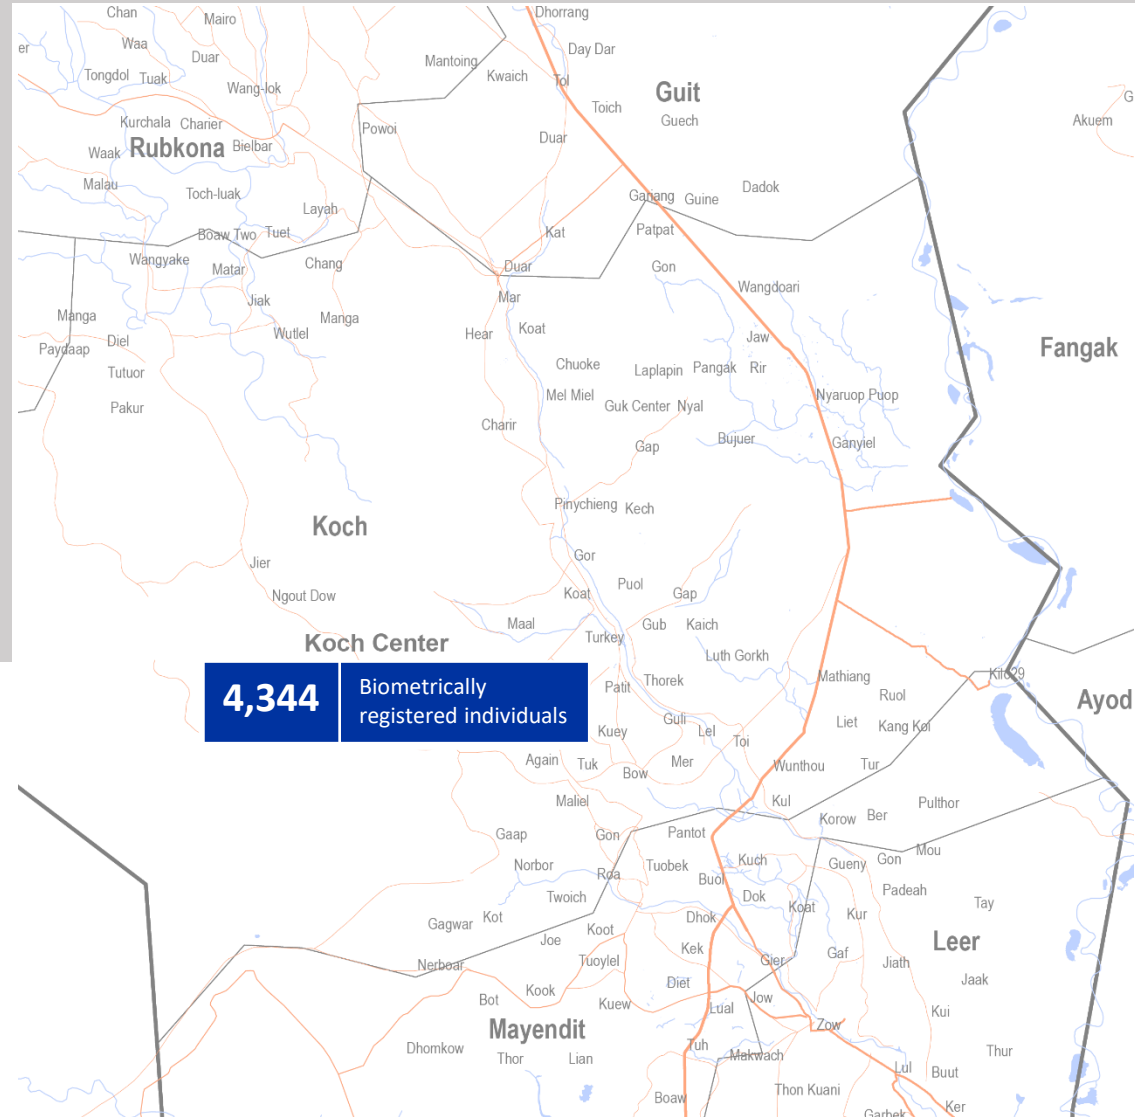 Chan
Mairo
Dhorrang
er
Waa
Duar
Day Dar
Mantoing
Kwaich
Tol
Tongdol
Tuak
Wang-lok
Guit
Toich
Guech
G
Akuem
Kurchala
Charier
Powoi
Duar
Waak
Rubkona
Bielbar
Malau
Toch-luak
Layah
Garjang
Guine
Dadok
Boaw Two
Tuet
Kat
Patpat
Wangyake
Matar
Chang
Duar
Gon
Wangdoari
Jiak
Mar
Manga
Manga
Hear
Koat
Jaw
Diel
Wutlel
Fangak
Paydaap
Tutuor
Chuoke
Laplapin
Pangak
Rir
Pakur
Mel Miel
Guk Center
Nyal
Nyaruop Puop
Charir
Gap
Bujuer
Ganyiel
Pinychieng
Kech
Koch
Jier
Gor
Ngout Dow
Koat
Puol
Gap
Maal
Gub
Kaich
Koch Center
Turkey
Luth Gorkh
4,344
Biometrically
registered individuals
Patit
Thorek
Mathiang
Kilo29
Ruol
Ayod
Kuey
Guli
Lel
Toi
Liet
Kang Koi
Again
Tuk
Bow
Mer
Wunthou
Tur
Maliel
Kul
Pulthor
Gaap
Gon
Pantot
Korow
Ber
Norbor
Roa
Tuobek
Kuch
Gueny
Gon
Mou
Buol
Padeah
Twoich
Dok
Koat
Tay
Gagwar
Kot
Koot
Dhok
Kur
Joe
Kek
Leer
Nerboar
Tuoylel
Gier
Gaf
Jiath
Bot
Kook
Diet
Jaak
Kuew
Lual
Jow
Kui
Mayendit
Zow
Dhomkow
Thor
Lian
Tuh
Makwach
Thur
Lul
Buut
Boaw
Thon Kuani
Garbek
Ker